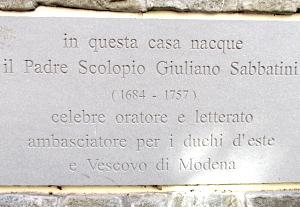 in questa casa nacque
il Padre Scolopio Giuliano Sabbatini
(1684 - 1757)
celebre oratore e letterato
ambasciatore per i duchi d'este
e Vescovo di Modena